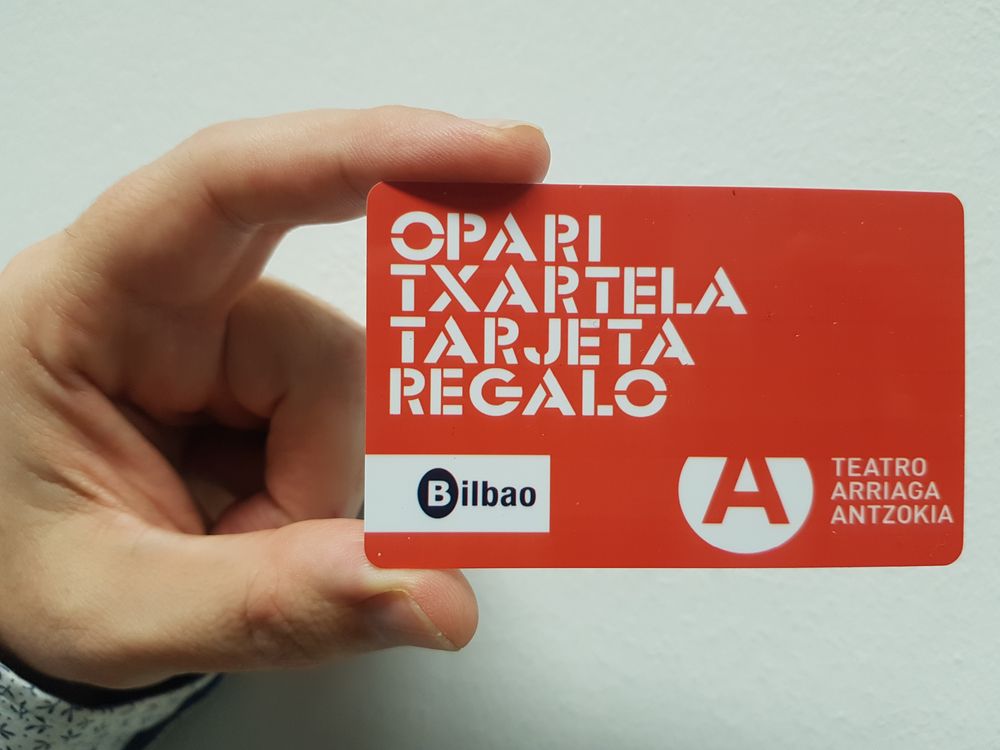 OPARI
TXARTELA
TARJETA
REGALO
Bilbao
TEATRO
ARRIAGA
ANTZOKIA